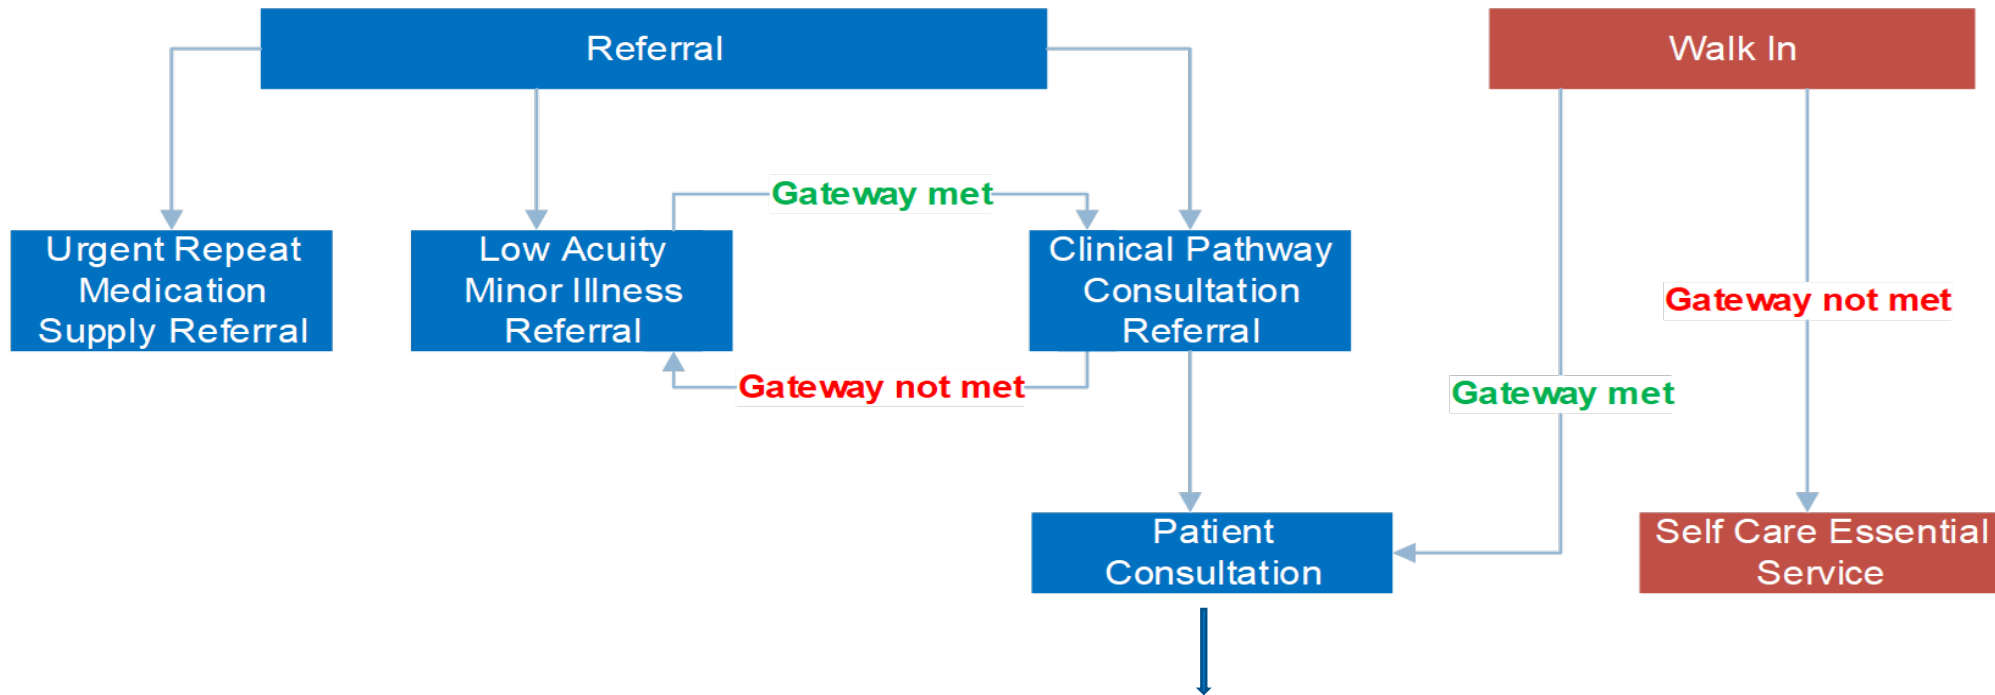 Referral
Walk In
Gateway met
Urgent Repeat
Medication
Supply Referral
Low Acuity
Minor Illness
Referral
Clinical Pathway
Consultation
Referral
Gateway not met
Gateway not met
Gateway met
Patient
Consultation
Self Care Essential
Service